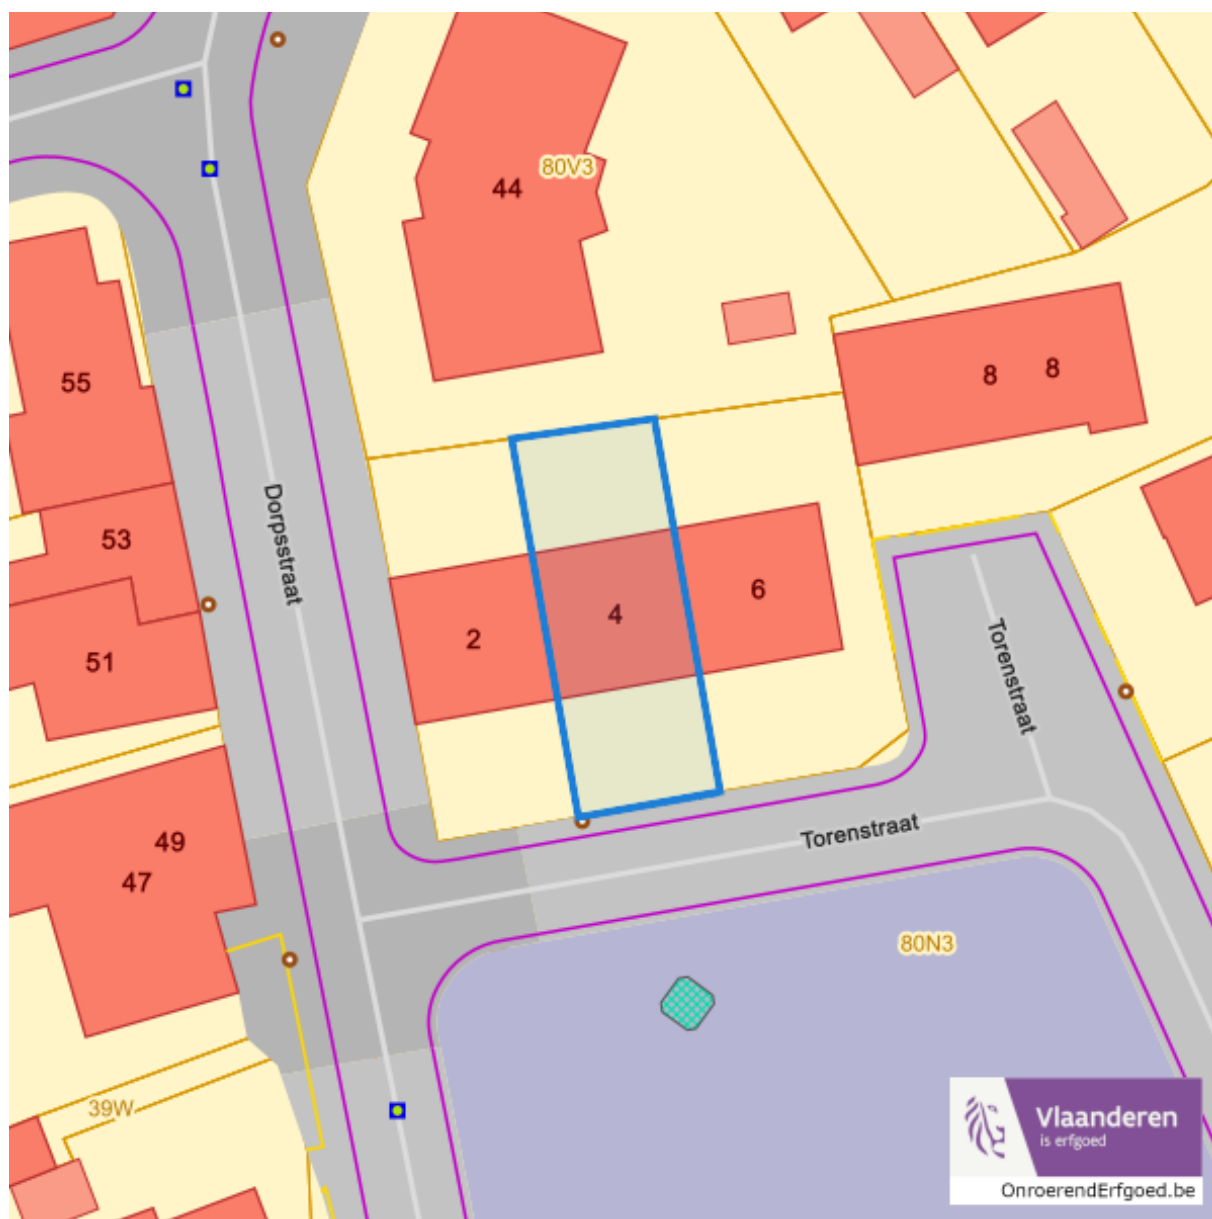 80V3
44
55
8
8
Dorpsstraat
53
6
4
2
51
Torenstraat
Torenstraat
49
47
80N3
39W
Vlaanderen
is erfgoed
OnroerendErfgoed.be